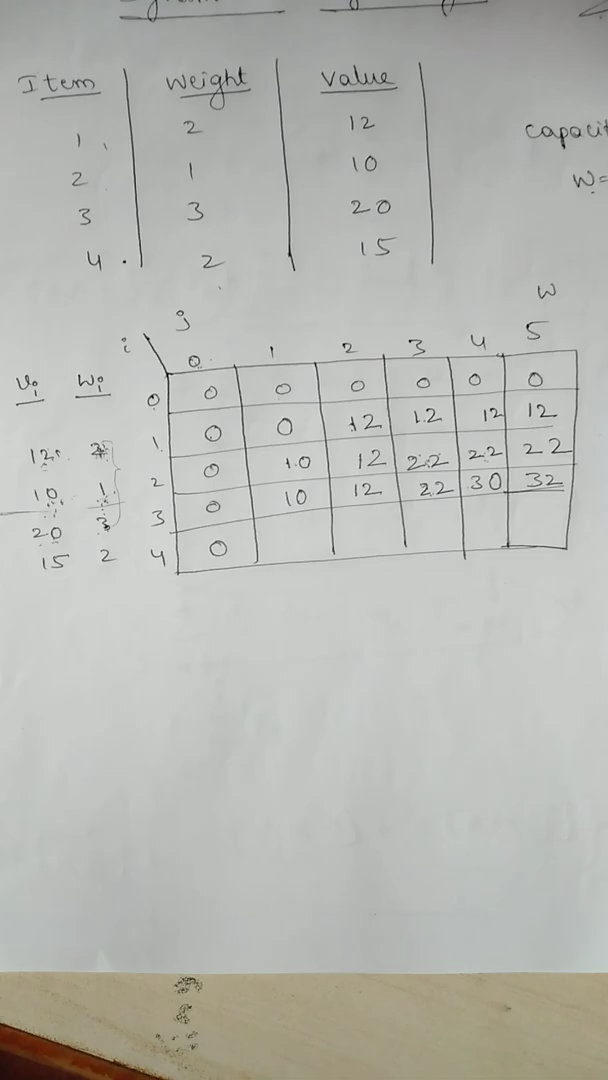 Item Weight Value
1 2 12
2 1 10
3 3 20
4 2 15
W=
j W
i 0 1 2 3 4 5
vi wi
0 0 0 0 0 0 0
12 2 1 0 0 12 12 12 12
10 1 2 0 10 12 22 22 22
20 3 3 0 10 12 22 30 32
15 2 4 0